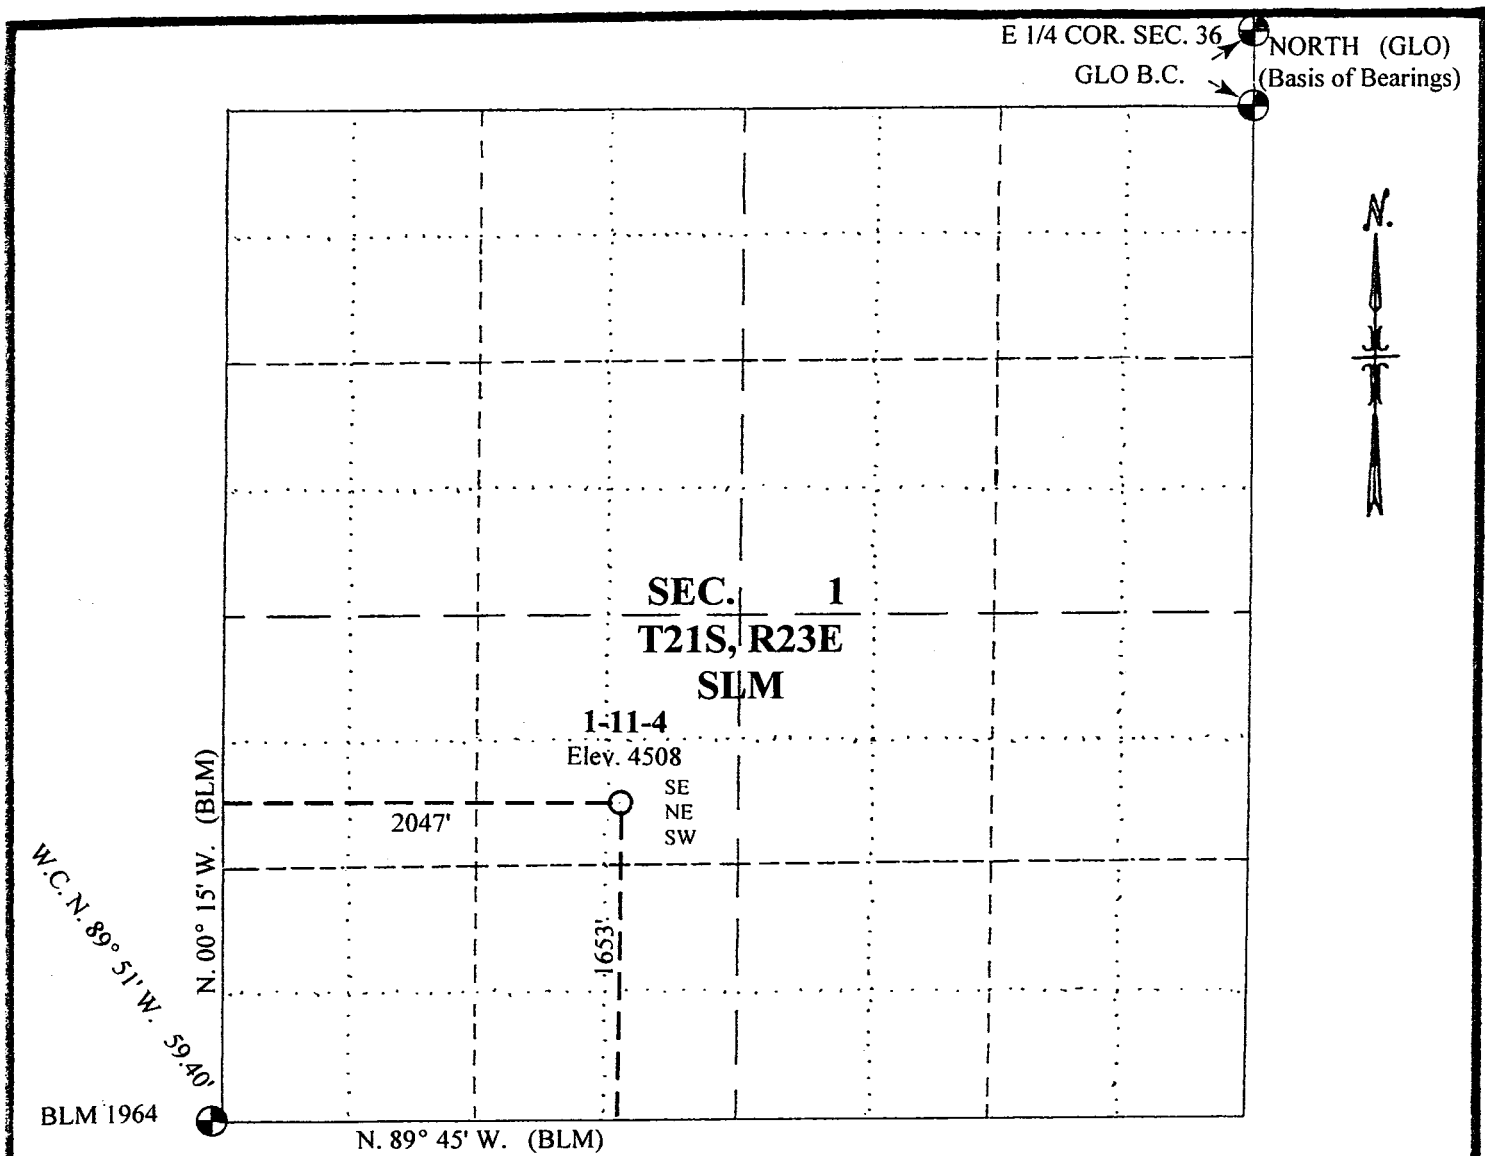 E 1/4 COR. SEC. 36
NORTH (GLO)
GLO B.C.
(Basis of Bearings)
N.
SEC. 1
T21S, R23E
SLM
1-11-4
Elev. 4508
SE
NE
SW
2047'
1653'
N. 00° 15' W. (BLM)
W.C. N. 89° 51' W. 59.40'
BLM 1964
N. 89° 45' W. (BLM)